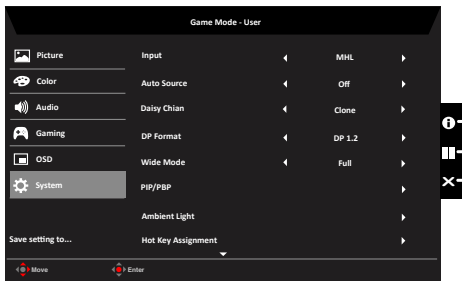 Game Mode - User
Picture
Input MHL
Color
Auto Source Off
Audio
Daisy Chian Clone
Gaming
DP Format DP 1.2
OSD
Wide Mode Full
System
PIP/PBP
Ambient Light
Save setting to...
Hot Key Assignment
Move Enter